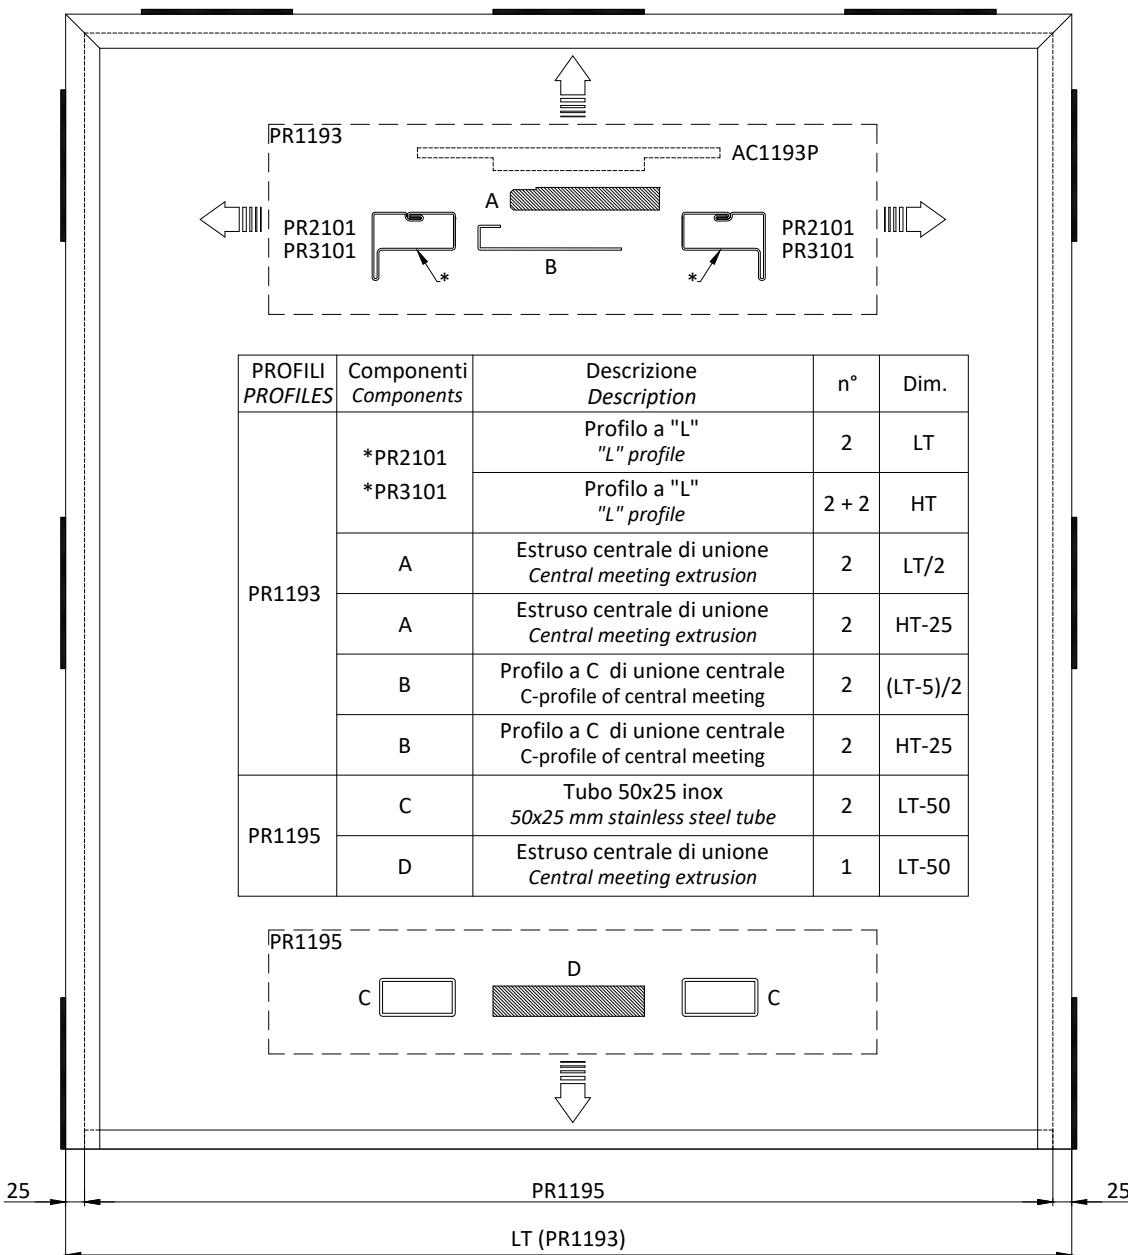 PR1193
AC1193P
A
PR2101
PR3101
B
PR2101
PR3101
*
*
PROFILI
PROFILES
Componenti
Components
Descrizione
Description
n°
Dim.
PR1193
*PR2101
*PR3101
Profilo a "L"
"L" profile
2
LT
Profilo a "L"
"L" profile
2 + 2
HT
A
Estruso centrale di unione
Central meeting extrusion
2
LT/2
A
Estruso centrale di unione
Central meeting extrusion
2
HT-25
B
Profilo a C di unione centrale
C-profile of central meeting
2
(LT-5)/2
B
Profilo a C di unione centrale
C-profile of central meeting
2
HT-25
PR1195
C
Tubo 50x25 inox
50x25 mm stainless steel tube
2
LT-50
D
Estruso centrale di unione
Central meeting extrusion
1
LT-50
PR1195
C
D
C
25
PR1195
25
LT (PR1193)